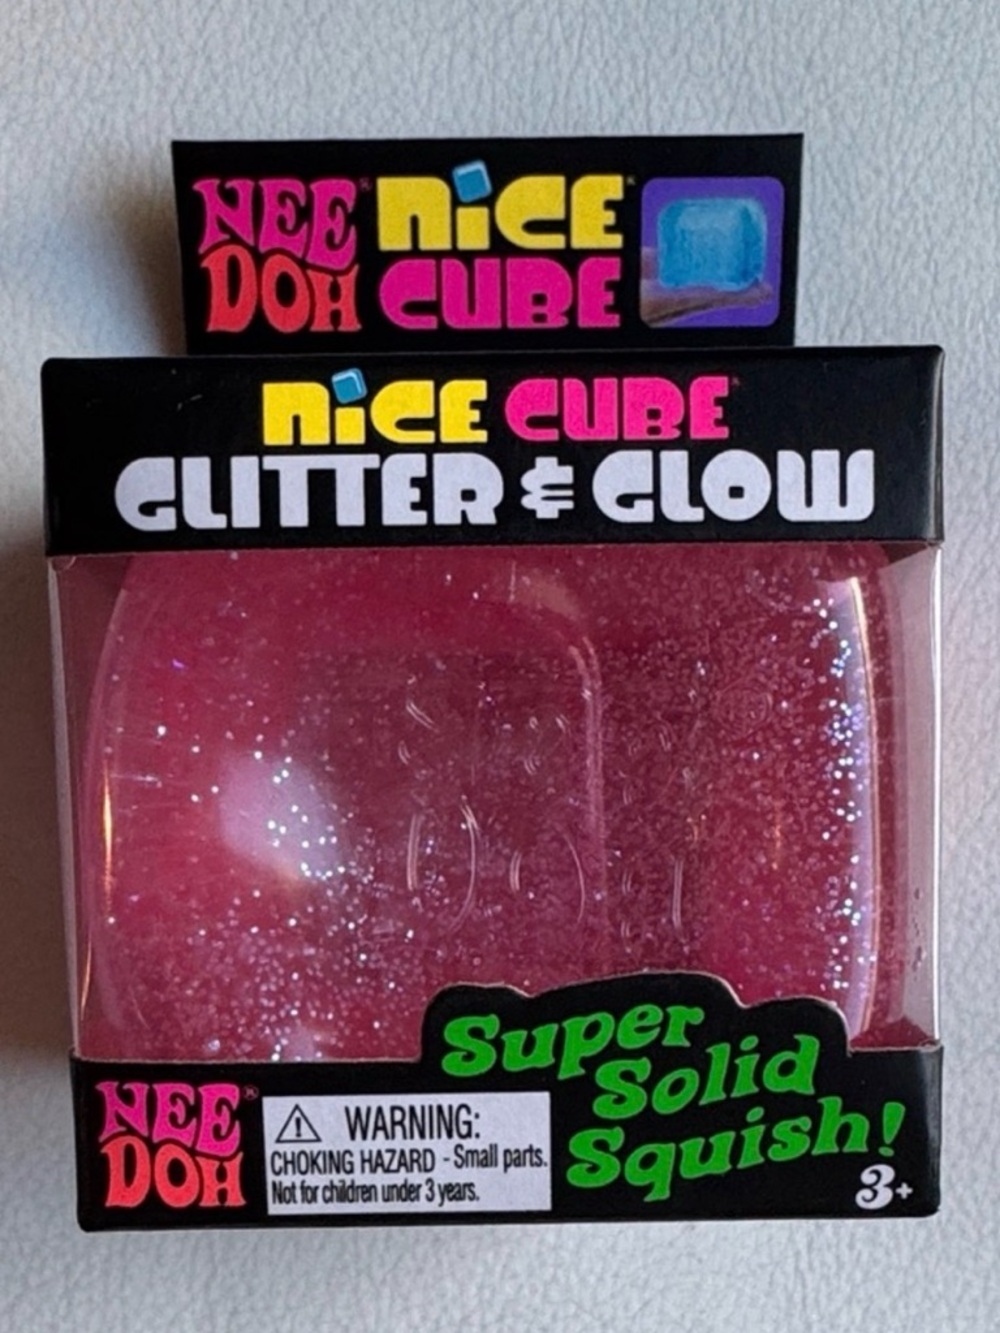 NEE DOH® NiCE® CUBE
NiCE CUBE
GLITTER & GLOW
Super
Solid
Squish!
NEE®
DOH
WARNING:
CHOKING HAZARD - Small parts.
Not for children under 3 years.
3+